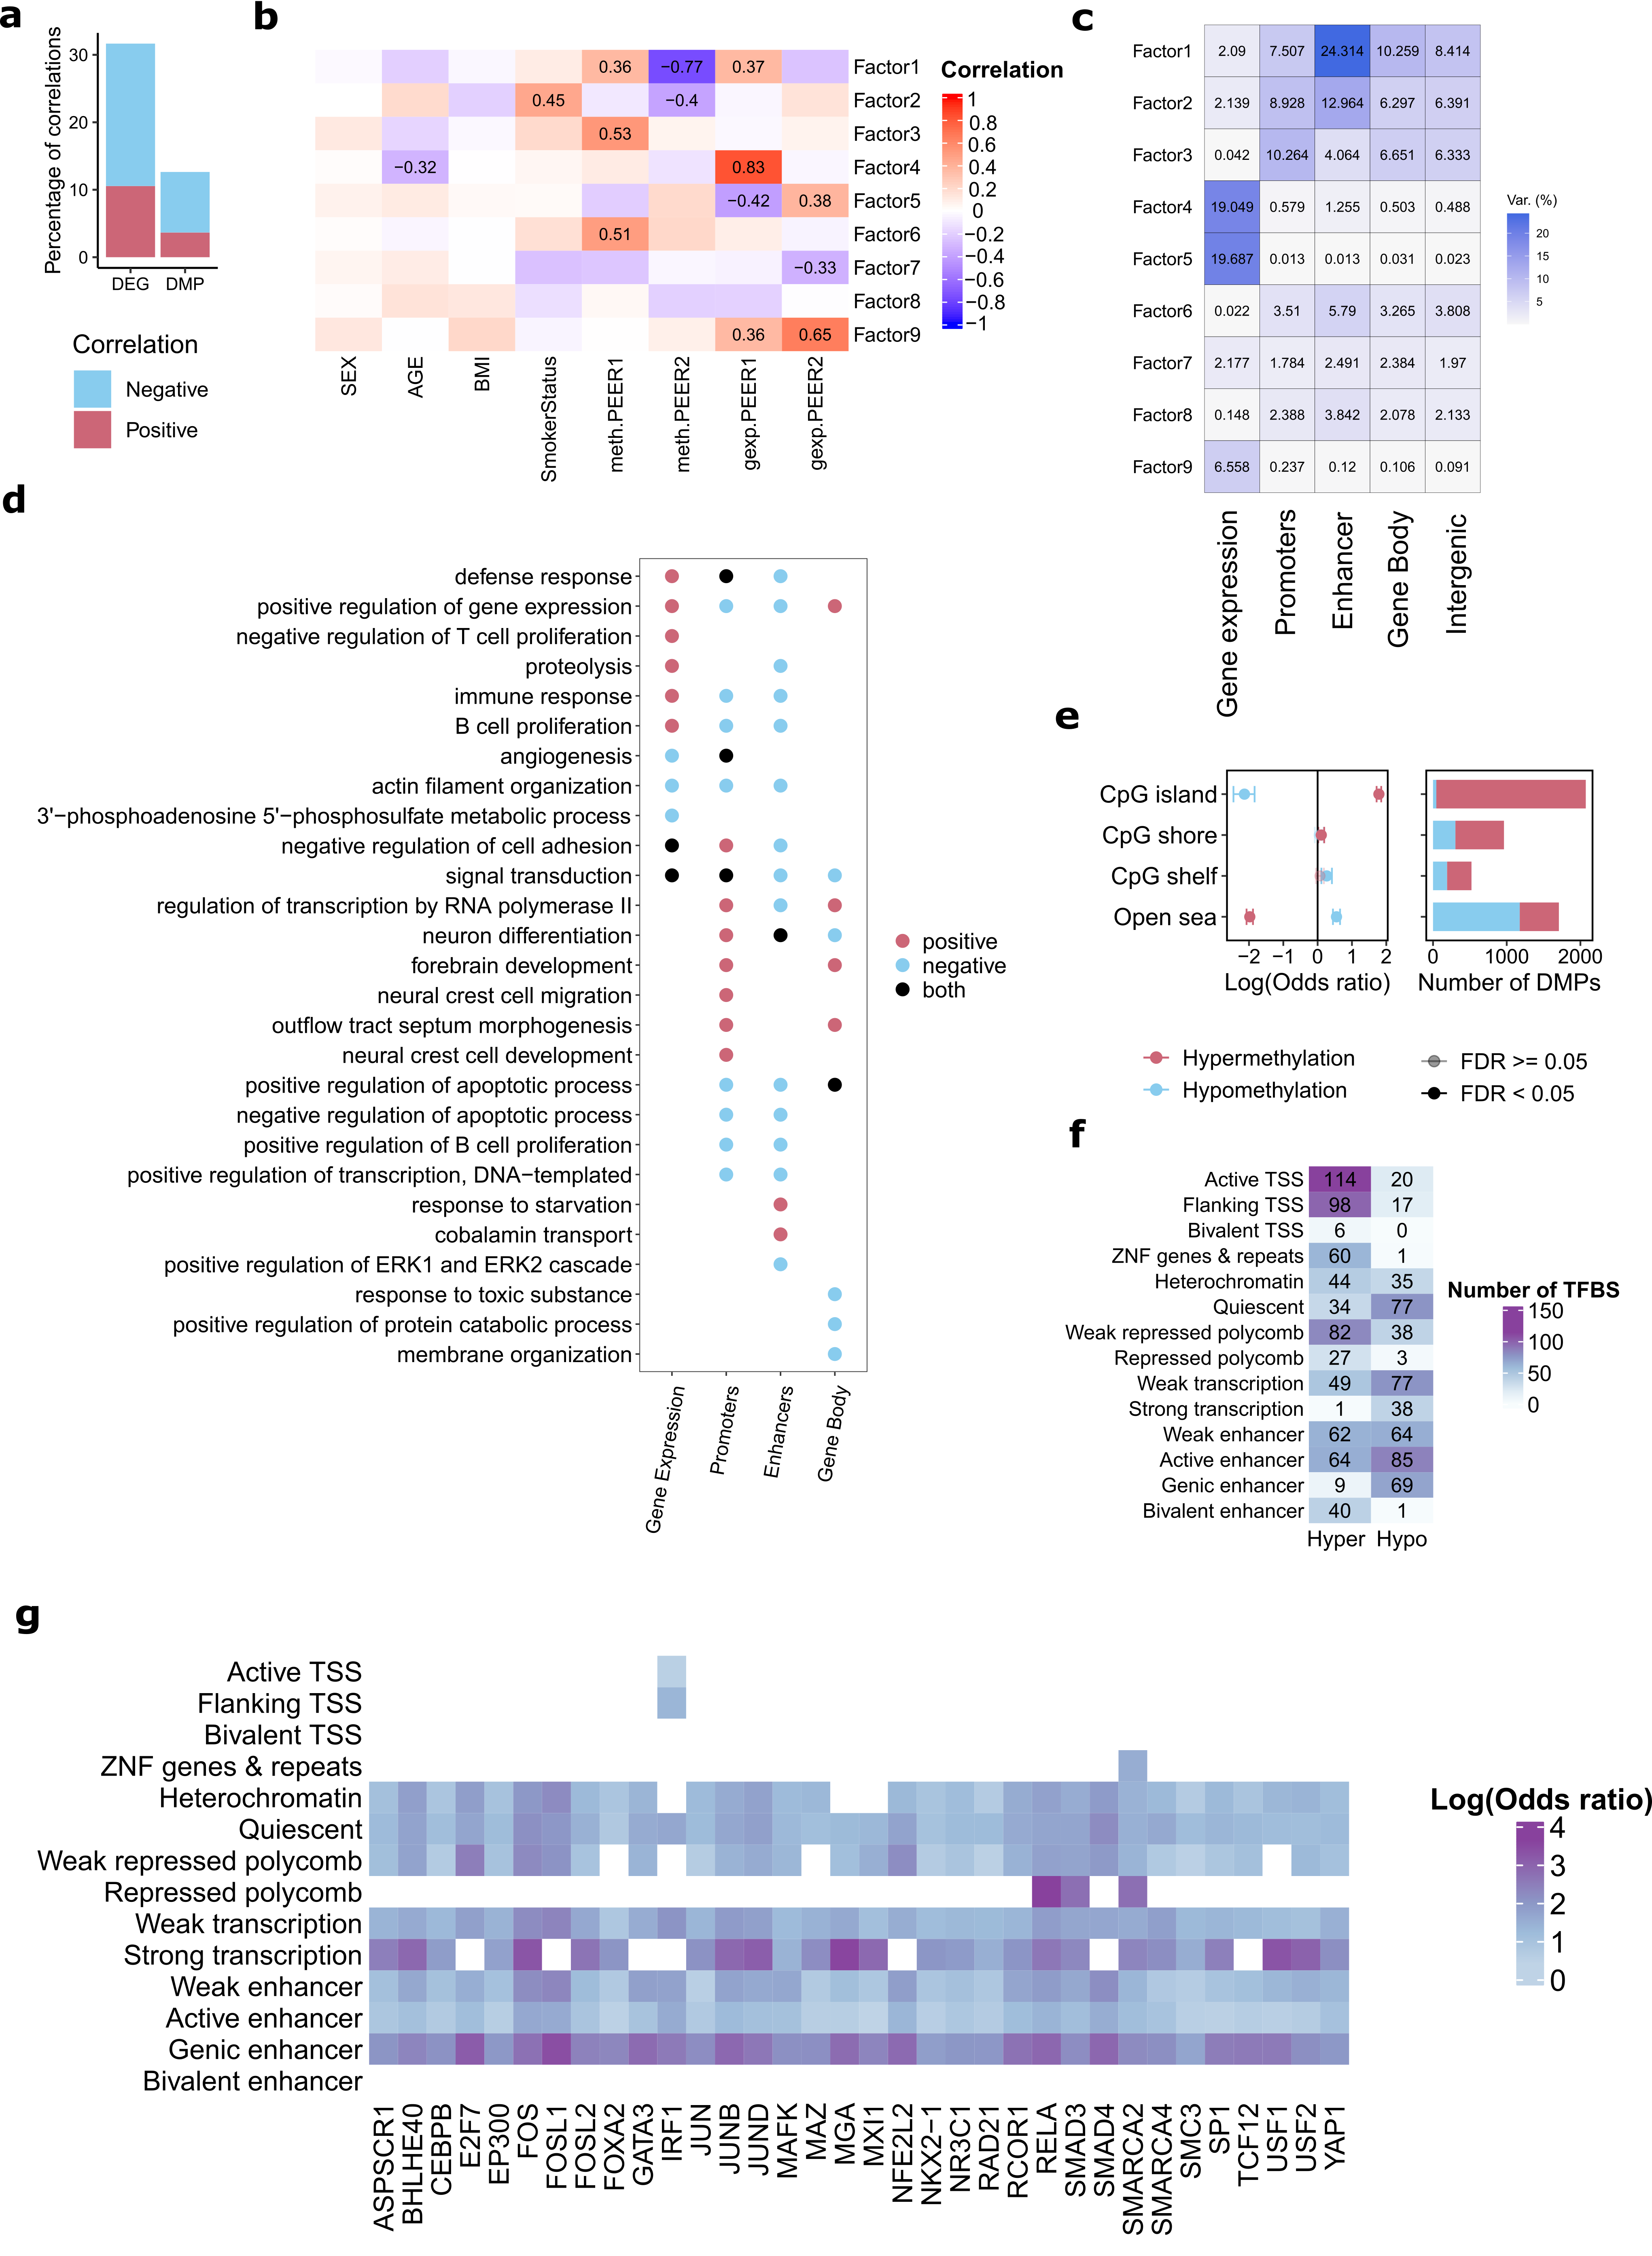 a
Percentage of correlations
30
20
10
0
DEG DMP
Correlation
Negative
Positive
b
0.36 −0.77 0.37 Factor1
0.45 −0.4 Factor2
0.53 Factor3
−0.32 0.83 Factor4
−0.42 0.38 Factor5
0.51 Factor6
−0.33 Factor7
Factor8
0.36 0.65 Factor9
SEX AGE BMI SmokerStatus meth.PEER1 meth.PEER2 gexp.PEER1 gexp.PEER2
Correlation
1
0.8
0.6
0.4
0.2
0
−0.2
−0.4
−0.6
−0.8
−1
c
Factor1 2.09 7.507 24.314 10.259 8.414
Factor2 2.139 8.928 12.964 6.297 6.391
Factor3 0.042 10.264 4.064 6.651 6.333
Factor4 19.049 0.579 1.255 0.503 0.488
Factor5 19.687 0.013 0.013 0.031 0.023
Factor6 0.022 3.51 5.79 3.265 3.808
Factor7 2.177 1.784 2.491 2.384 1.97
Factor8 0.148 2.388 3.842 2.078 2.133
Factor9 6.558 0.237 0.12 0.106 0.091
Gene expression Promoters Enhancer Gene Body Intergenic
Var. (%)
20
15
10
5
d
defense response
positive regulation of gene expression
negative regulation of T cell proliferation
proteolysis
immune response
B cell proliferation
angiogenesis
actin filament organization
3'−phosphoadenosine 5'−phosphosulfate metabolic process
negative regulation of cell adhesion
signal transduction
regulation of transcription by RNA polymerase II
neuron differentiation
forebrain development
neural crest cell migration
outflow tract septum morphogenesis
neural crest cell development
positive regulation of apoptotic process
negative regulation of apoptotic process
positive regulation of B cell proliferation
positive regulation of transcription, DNA−templated
response to starvation
cobalamin transport
positive regulation of ERK1 and ERK2 cascade
response to toxic substance
positive regulation of protein catabolic process
membrane organization
Gene Expression Promoters Enhancers Gene Body
positive
negative
both
e
CpG island
CpG shore
CpG shelf
Open sea
−2 −1 0 1 2
Log(Odds ratio)
0 1000 2000
Number of DMPs
Hypermethylation
Hypomethylation
FDR >= 0.05
FDR < 0.05
f
Active TSS 114 20
Flanking TSS 98 17
Bivalent TSS 6 0
ZNF genes & repeats 60 1
Heterochromatin 44 35
Quiescent 34 77
Weak repressed polycomb 82 38
Repressed polycomb 27 3
Weak transcription 49 77
Strong transcription 1 38
Weak enhancer 62 64
Active enhancer 64 85
Genic enhancer 9 69
Bivalent enhancer 40 1
Hyper Hypo
Number of TFBS
150
100
50
0
g
Active TSS
Flanking TSS
Bivalent TSS
ZNF genes & repeats
Heterochromatin
Quiescent
Weak repressed polycomb
Repressed polycomb
Weak transcription
Strong transcription
Weak enhancer
Active enhancer
Genic enhancer
Bivalent enhancer
ASPSCR1 BHLHE40 CEBPB E2F7 EP300 FOS FOSL1 FOSL2 FOXA2 GATA3 IRF1 JUN JUNB JUND MAFK MAZ MGA MXI1 NFE2L2 NKX2−1 NR3C1 RAD21 RCOR1 RELA SMAD3 SMAD4 SMARCA2 SMARCA4 SMC3 SP1 TCF12 USF1 USF2 YAP1
Log(Odds ratio)
4
3
2
1
0